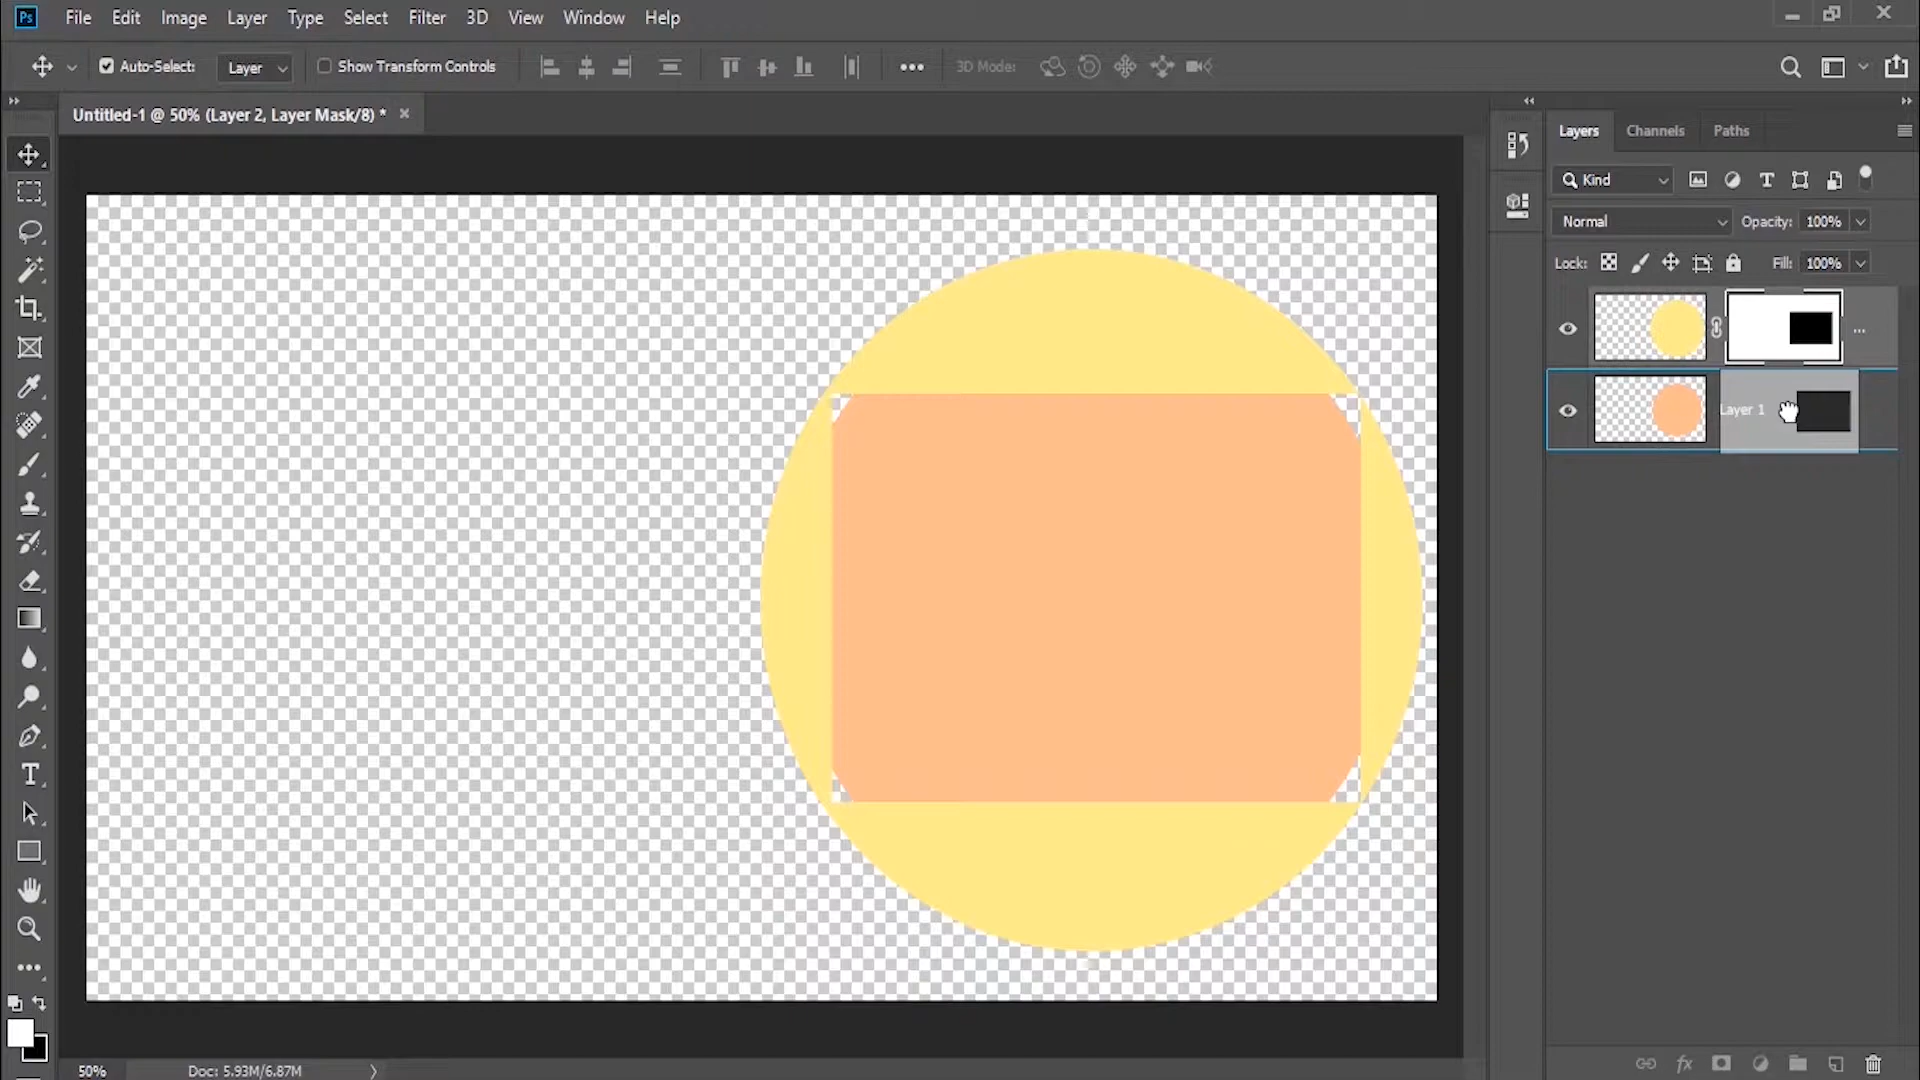 Ps File Edit Image Layer Type Select Filter 3D View Window Help
Auto-Select: Layer Show Transform Controls 3D Mode:
Untitled-1 @ 50% (Layer 2, Layer Mask/8) *
Layers Channels Paths
Kind
Normal Opacity: 100%
Lock: Fill: 100%
Layer 1
50% Doc: 5.93M/6.87M